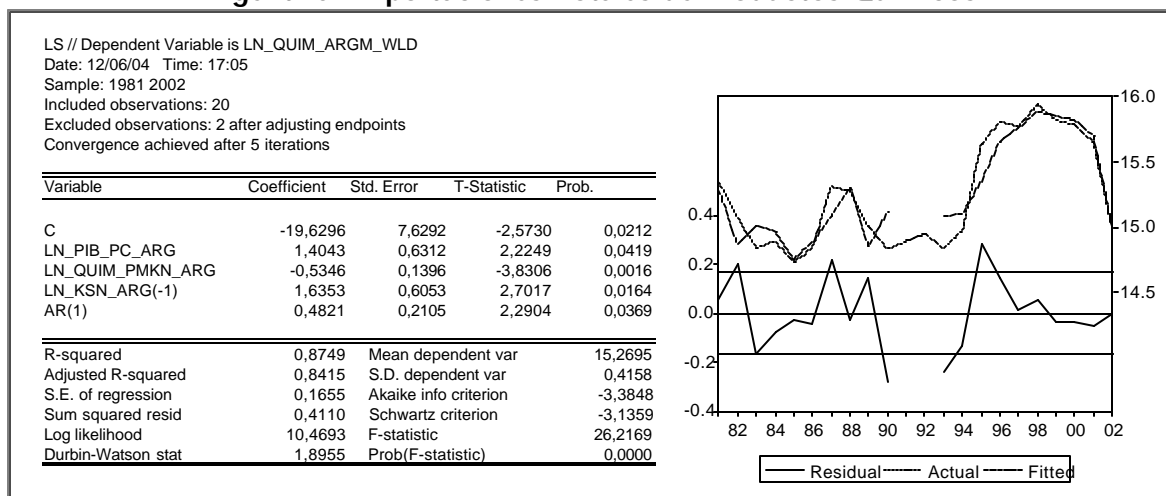 LS // Dependent Variable is LN_QUIM_ARGM_WLD
Date: 12/06/04 Time: 17:05
Sample: 1981 2002
Included observations: 20
Excluded observations: 2 after adjusting endpoints
Convergence achieved after 5 iterations
Variable Coefficient Std. Error T-Statistic Prob.
C -19,6296 7,6292 -2,5730 0,0212
LN_PIB_PC_ARG 1,4043 0,6312 2,2249 0,0419
LN_QUIM_PMKN_ARG -0,5346 0,1396 -3,8306 0,0016
LN_KSN_ARG(-1) 1,6353 0,6053 2,7017 0,0164
AR(1) 0,4821 0,2105 2,2904 0,0369
R-squared 0,8749 Mean dependent var 15,2695
Adjusted R-squared 0,8415 S.D. dependent var 0,4158
S.E. of regression 0,1655 Akaike info criterion -3,3848
Sum squared resid 0,4110 Schwartz criterion -3,1359
Log likelihood 10,4693 F-statistic 26,2169
Durbin-Watson stat 1,8955 Prob(F-statistic) 0,0000
16.0
15.5
15.0
14.5
0.4
0.2
0.0
-0.2
-0.4
82 84 86 88 90 92 94 96 98 00 02
Residual Actual Fitted